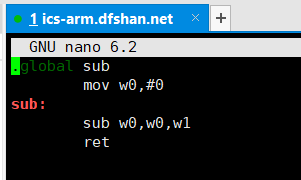 1 ics-arm.dfshan.net × +
GNU nano 6.2
.global sub
        mov w0,#0
sub:
        sub w0,w0,w1
        ret